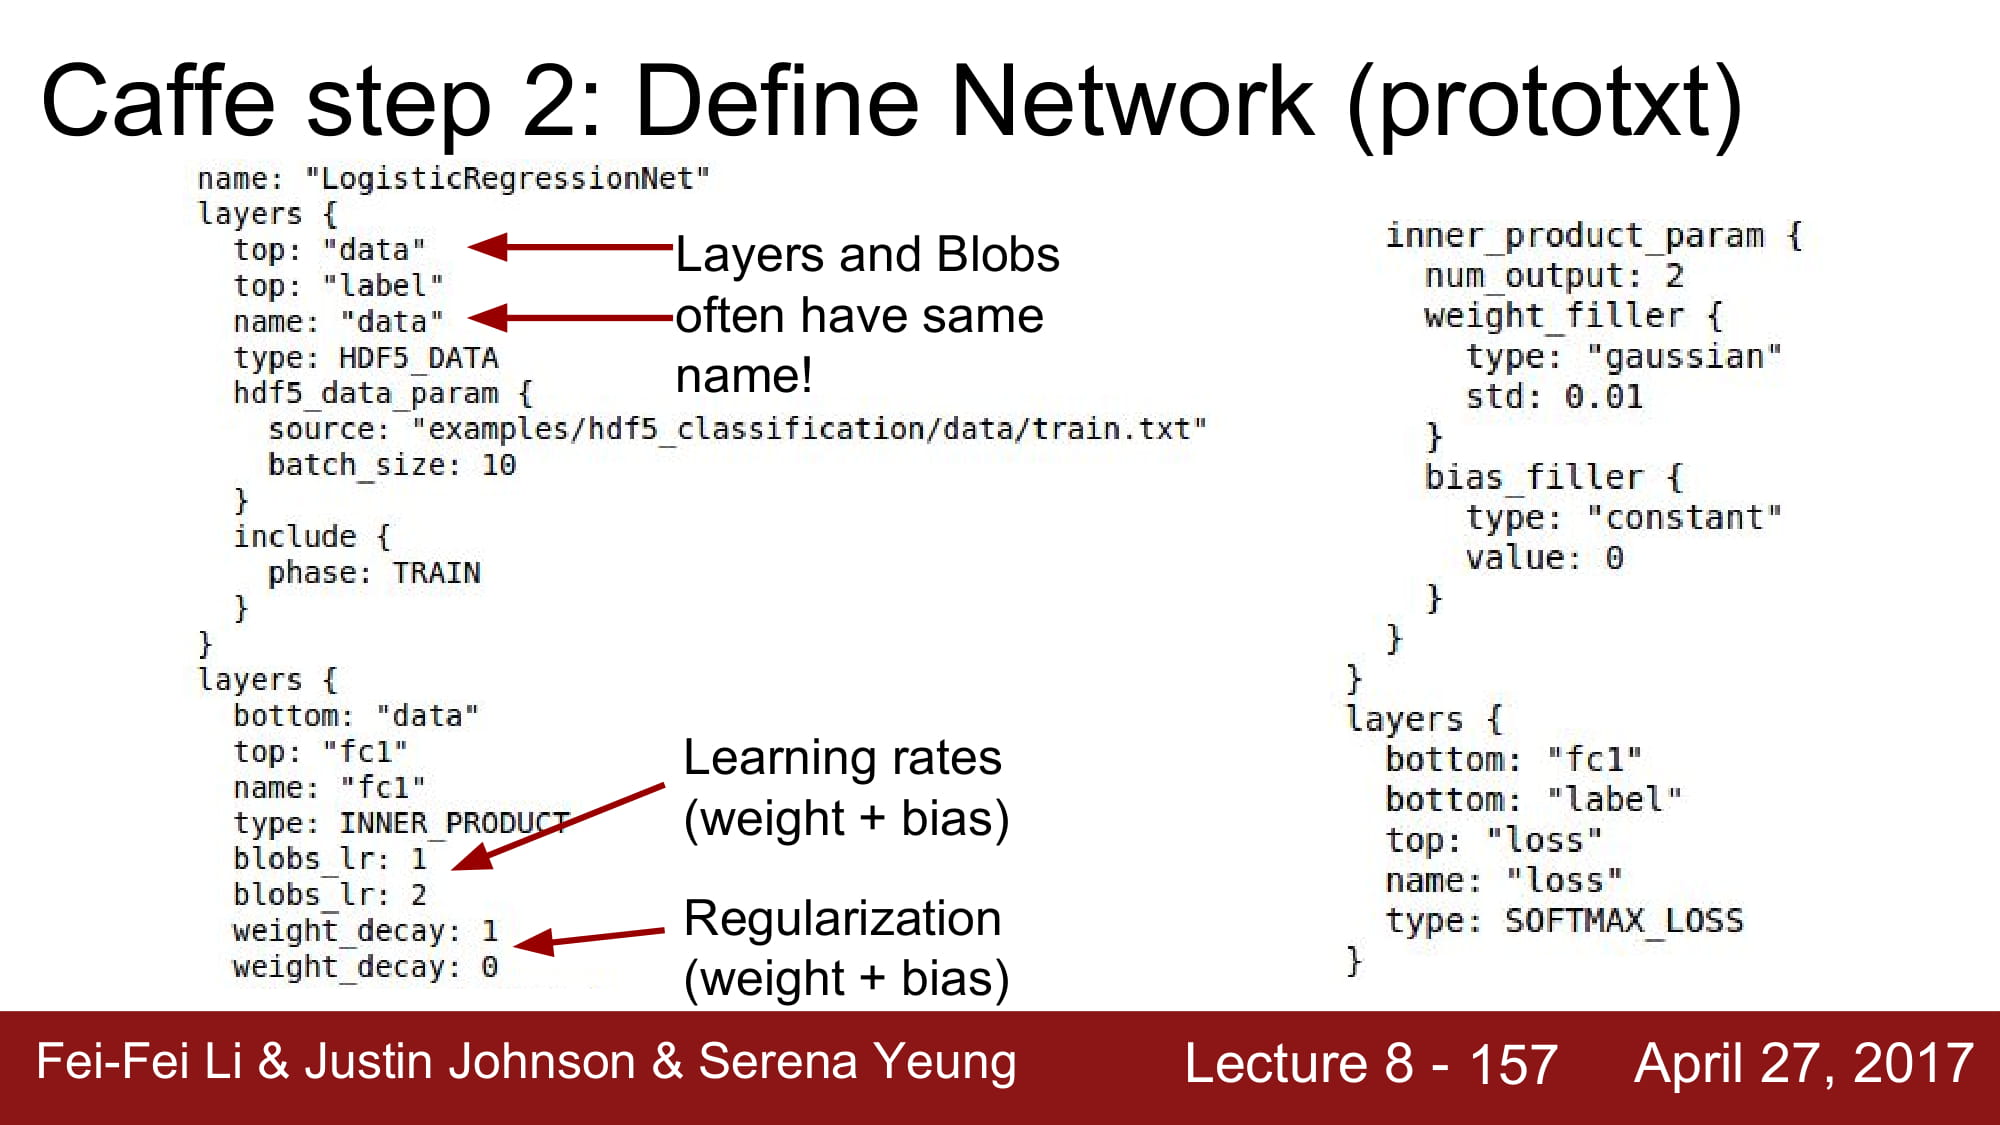 Caffe step 2: Define Network (prototxt)
name: "LogisticRegressionNet"
layers {
  top: "data"
  top: "label"
  name: "data"
  type: HDF5_DATA
  hdf5_data_param {
    source: "examples/hdf5_classification/data/train.txt"
    batch_size: 10
  }
  include {
    phase: TRAIN
  }
}
layers {
  bottom: "data"
  top: "fc1"
  name: "fc1"
  type: INNER_PRODUCT
  blobs_lr: 1
  blobs_lr: 2
  weight_decay: 1
  weight_decay: 0
Layers and Blobs
often have same
name!
Learning rates
(weight + bias)
Regularization
(weight + bias)
  inner_product_param {
    num_output: 2
    weight_filler {
      type: "gaussian"
      std: 0.01
    }
    bias_filler {
      type: "constant"
      value: 0
    }
  }
}
layers {
  bottom: "fc1"
  bottom: "label"
  top: "loss"
  name: "loss"
  type: SOFTMAX_LOSS
}
Fei-Fei Li & Justin Johnson & Serena Yeung
Lecture 8 - 157
April 27, 2017